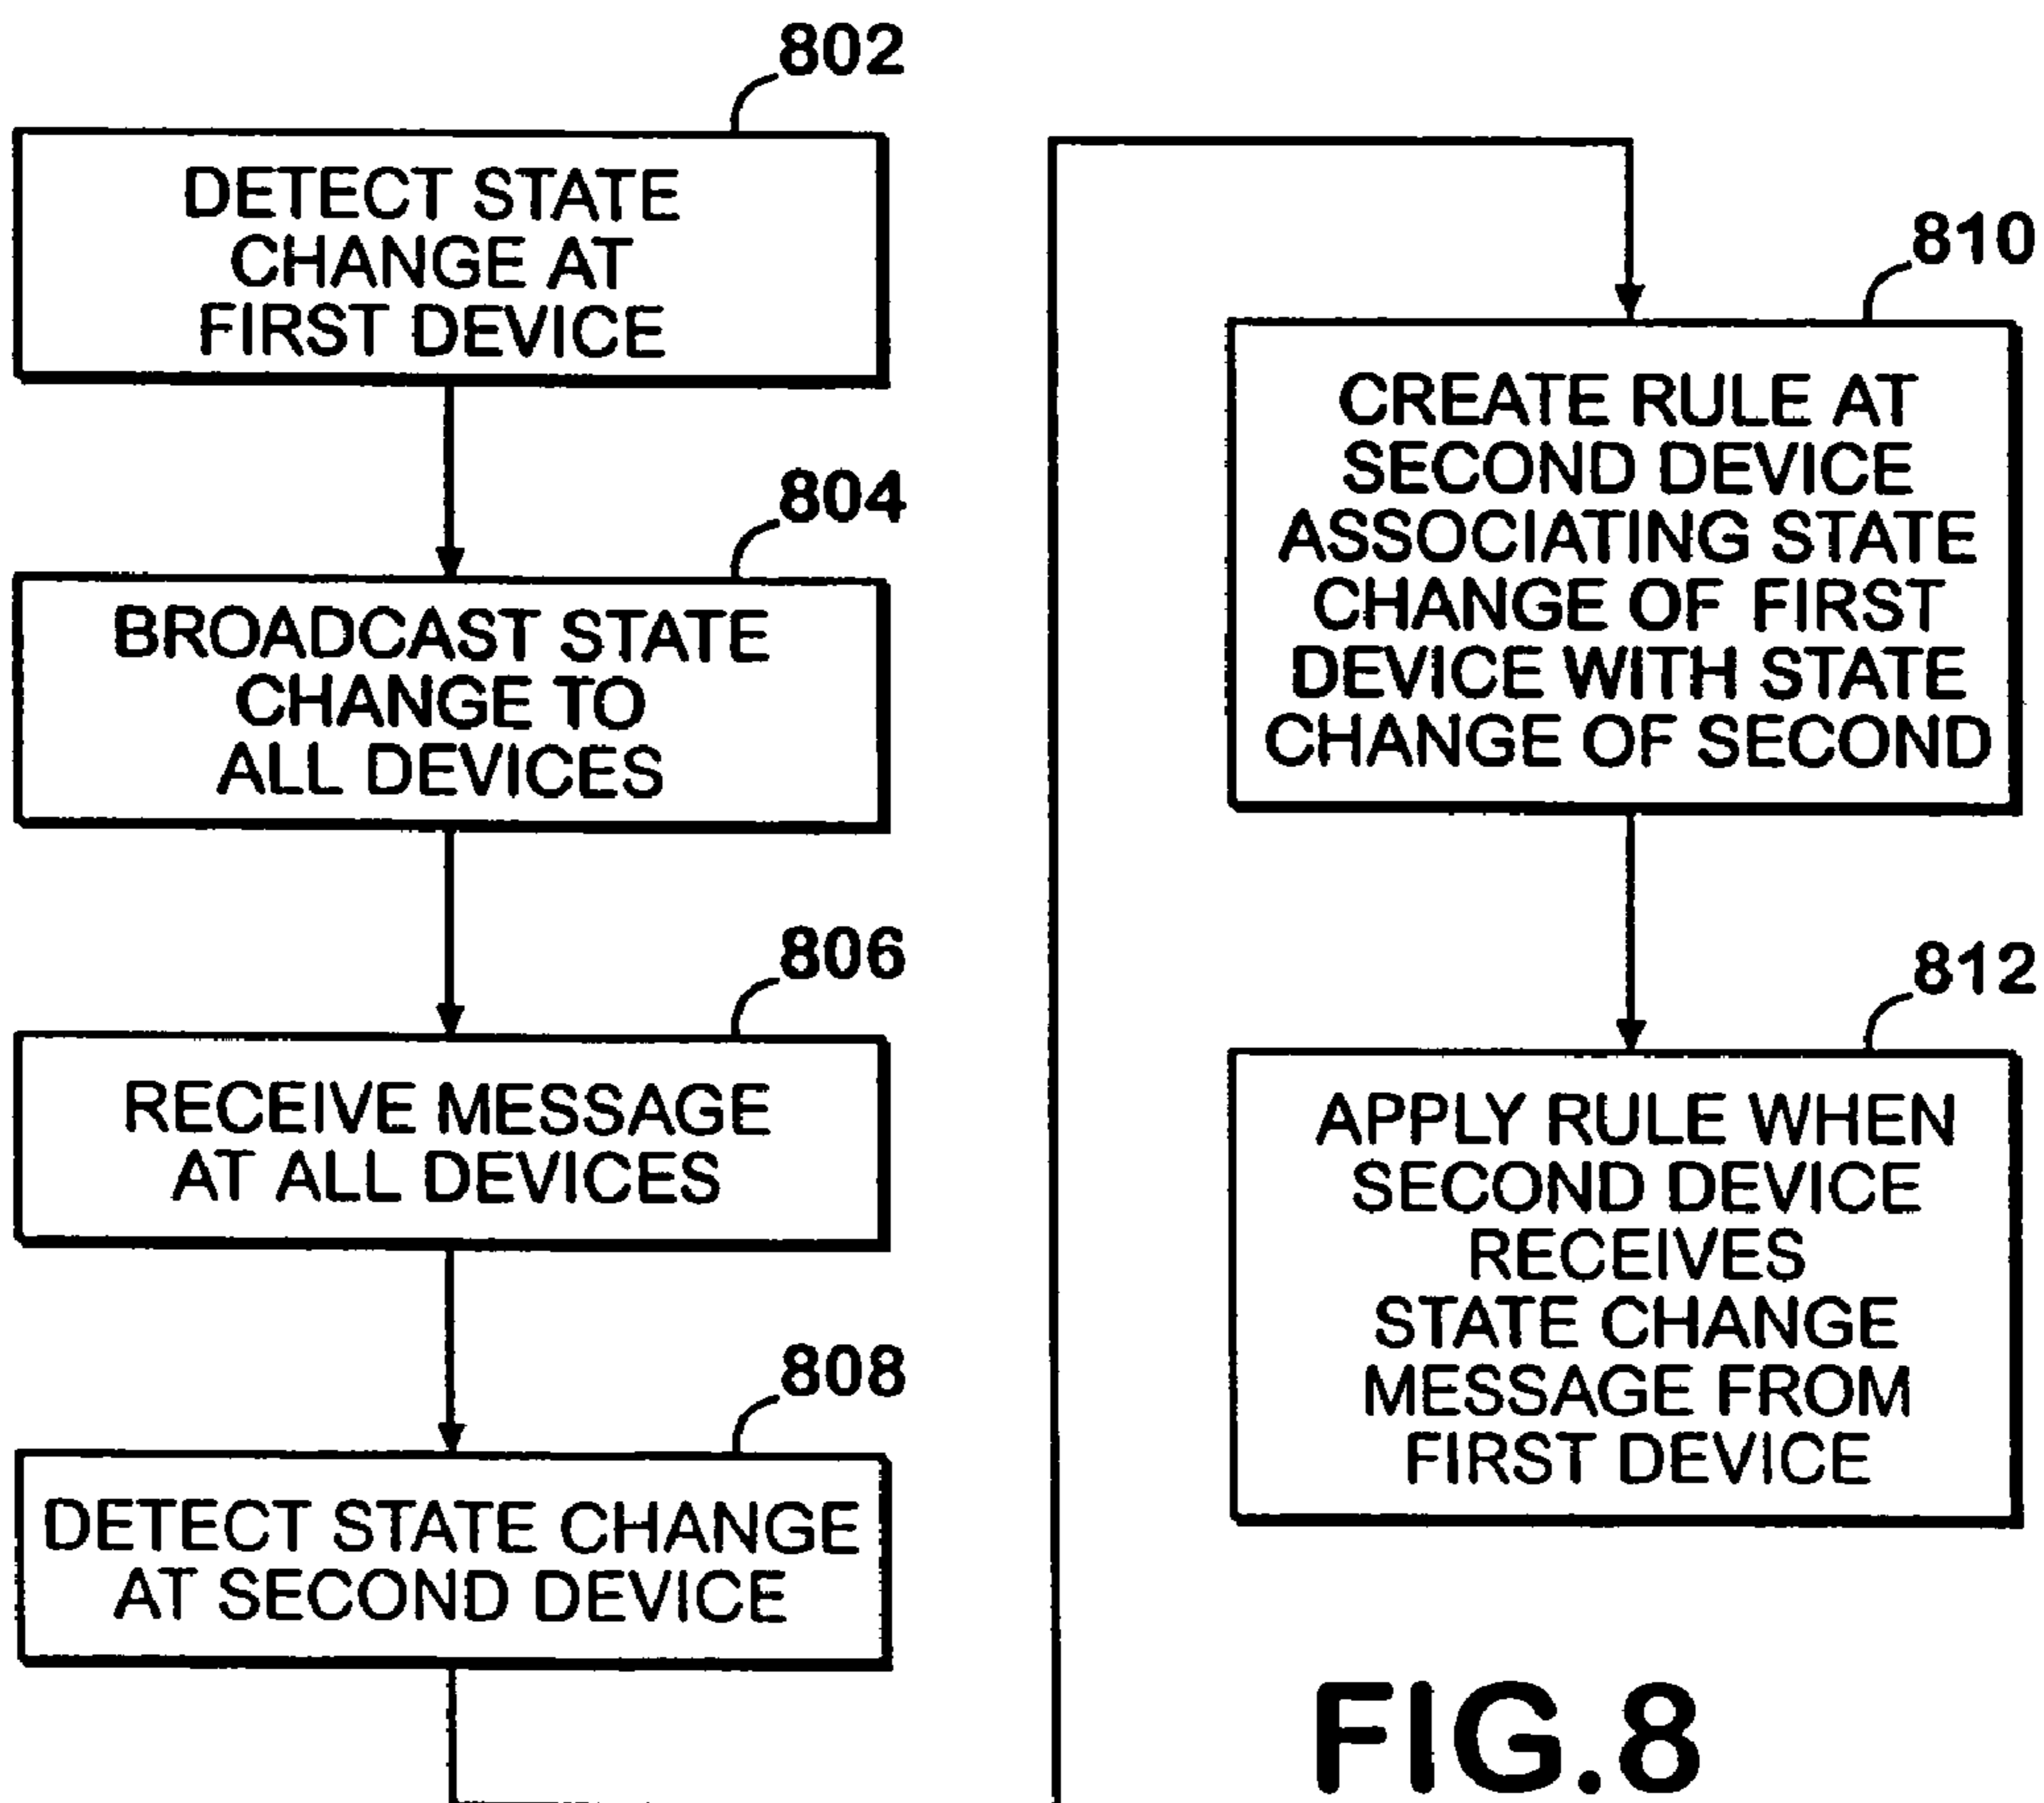 802
DETECT STATE
CHANGE AT
FIRST DEVICE
804
BROADCAST STATE
CHANGE TO
ALL DEVICES
806
RECEIVE MESSAGE
AT ALL DEVICES
808
DETECT STATE CHANGE
AT SECOND DEVICE
810
CREATE RULE AT
SECOND DEVICE
ASSOCIATING STATE
CHANGE OF FIRST
DEVICE WITH STATE
CHANGE OF SECOND
812
APPLY RULE WHEN
SECOND DEVICE
RECEIVES
STATE CHANGE
MESSAGE FROM
FIRST DEVICE
FIG.8